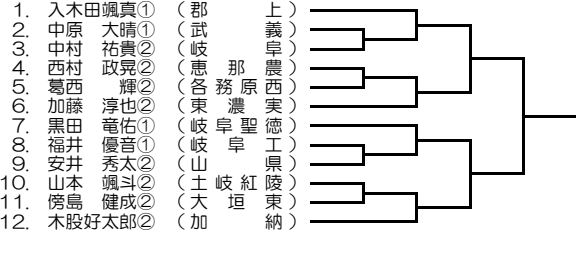 1. 入木田颯真① (郡上)
2. 中原 大晴① (武義)
3. 中村 祐貴② (岐阜)
4. 西村 政晃② (恵那農)
5. 葛西 輝② (各務原西)
6. 加藤 淳也② (東濃実)
7. 黒田 竜佑① (岐阜聖徳)
8. 福井 優音① (岐阜工)
9. 安井 秀太② (山県)
10. 山本 颯斗② (土岐紅陵)
11. 傍島 健成② (大垣東)
12. 木股好太郎② (加納)